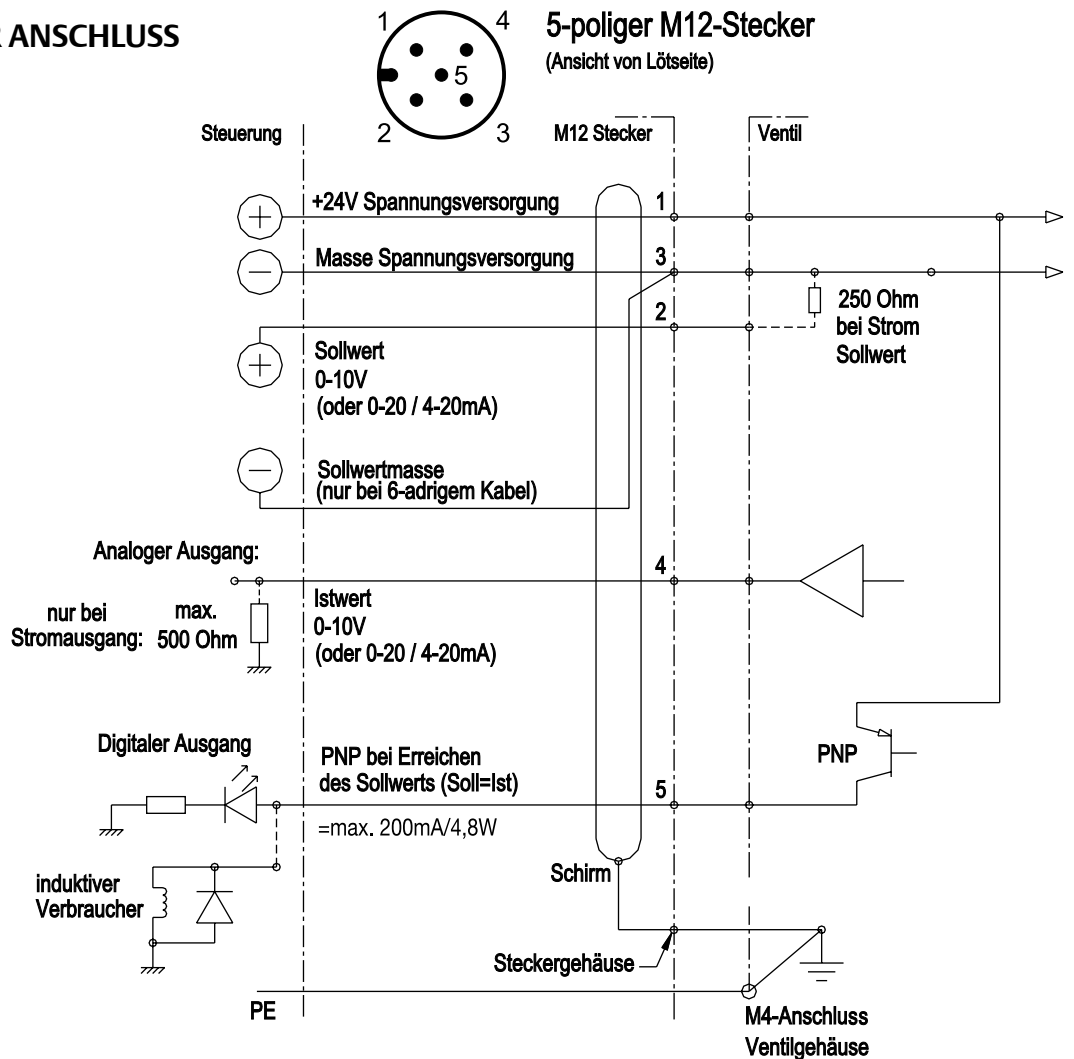 R ANSCHLUSS
5-poliger M12-Stecker
(Ansicht von Lötseite)
1
4
5
2
3
Steuerung
M12 Stecker
Ventil
+24V Spannungsversorgung
1
Masse Spannungsversorgung
3
2
250 Ohm
bei Strom
Sollwert
Sollwert
0-10V
(oder 0-20 / 4-20mA)
Sollwertmasse
(nur bei 6-adrigem Kabel)
Analoger Ausgang:
4
nur bei
Stromausgang:
max.
500 Ohm
Istwert
0-10V
(oder 0-20 / 4-20mA)
Digitaler Ausgang
PNP bei Erreichen
des Sollwerts (Soll=Ist)
5
PNP
=max. 200mA/4,8W
induktiver
Verbraucher
Schirm
Steckergehäuse
PE
M4-Anschluss
Ventilgehäuse